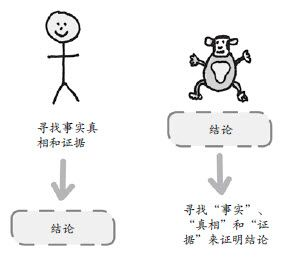 寻找事实真
相和证据
结论
结论
寻找“事实”、
“真相”和“证
据”来证明结论